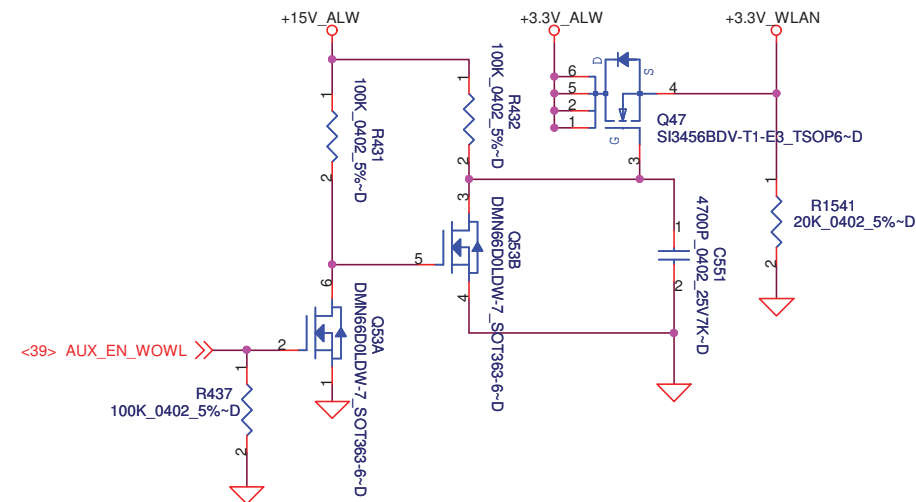 +15V_ALW
+3.3V_ALW
+3.3V_WLAN
1
R431
100K_0402_5%~D
2
1
R432
100K_0402_5%~D
2
6
5
2
1
D
S
G
4
3
Q47
SI3456BDV-T1-E3_TSOP6~D
1
R1541
20K_0402_5%~D
2
3
5
Q53B
DMN66D0LDW-7_SOT363-6~D
4
1
C551
4700P_0402_25V7K~D
2
6
Q53A
DMN66D0LDW-7_SOT363-6~D
2
1
<39> AUX_EN_WOWL
1
R437
100K_0402_5%~D
2